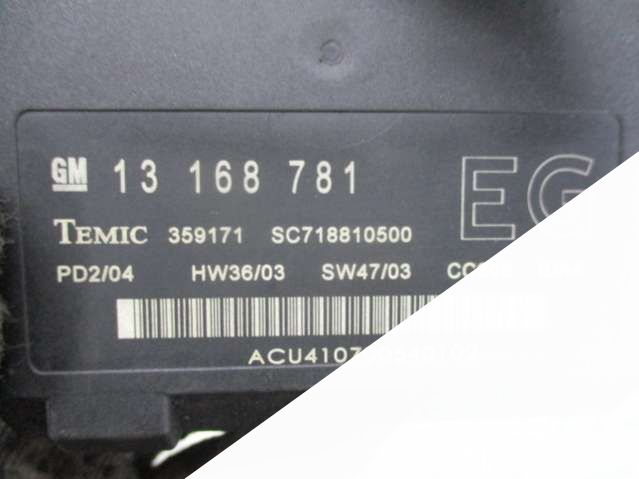 GM 13 168 781 EG
TEMIC 359171 SC718810500
PD2/04 HW36/03 SW47/03